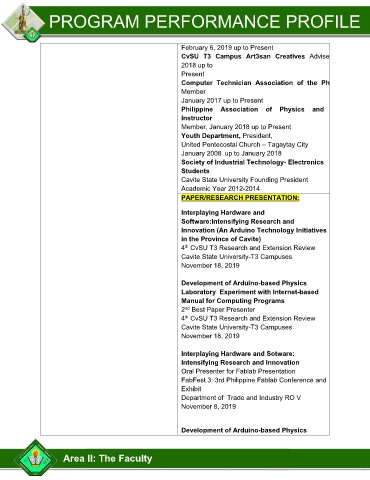 PROGRAM PERFORMANCE PROFILE
February 6, 2019 up to Present
CvSU T3 Campus Art3san Creatives Advise
2018 up to
Present
Computer Technician Association of the Ph
Member
January 2017 up to Present
Philippine Association of Physics and
Instructor
Member, January 2018 up to Present
Youth Department, President,
United Pentecostal Church – Tagaytay City
January 2008 up to January 2018
Society of Industrial Technology- Electronics
Students
Cavite State University Founding President
Academic Year 2012-2014
PAPER/RESEARCH PRESENTATION:
Interplaying Hardware and
Software:Intensifying Research and
Innovation (An Arduino Technology Initiatives
in the Province of Cavite)
4th CvSU T3 Research and Extension Review
Cavite State University-T3 Campuses
November 18, 2019
Development of Arduino-based Physics
Laboratory Experiment with Internet-based
Manual for Computing Programs
2nd Best Paper Presenter
4th CvSU T3 Research and Extension Review
Cavite State University-T3 Campuses
November 18, 2019
Interplaying Hardware and Sotware:
Intensifying Research and Innovation
Oral Presenter for Fablab Presentation
FabFest 3: 3rd Philippine Fablab Conference and
Exhibit
Department of Trade and Industry RO V
November 8, 2019
Development of Arduino-based Physics
Area II: The Faculty